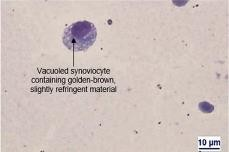 Vacuoled synoviocyte
containing golden-brown,
slightly refringent material
10 µm